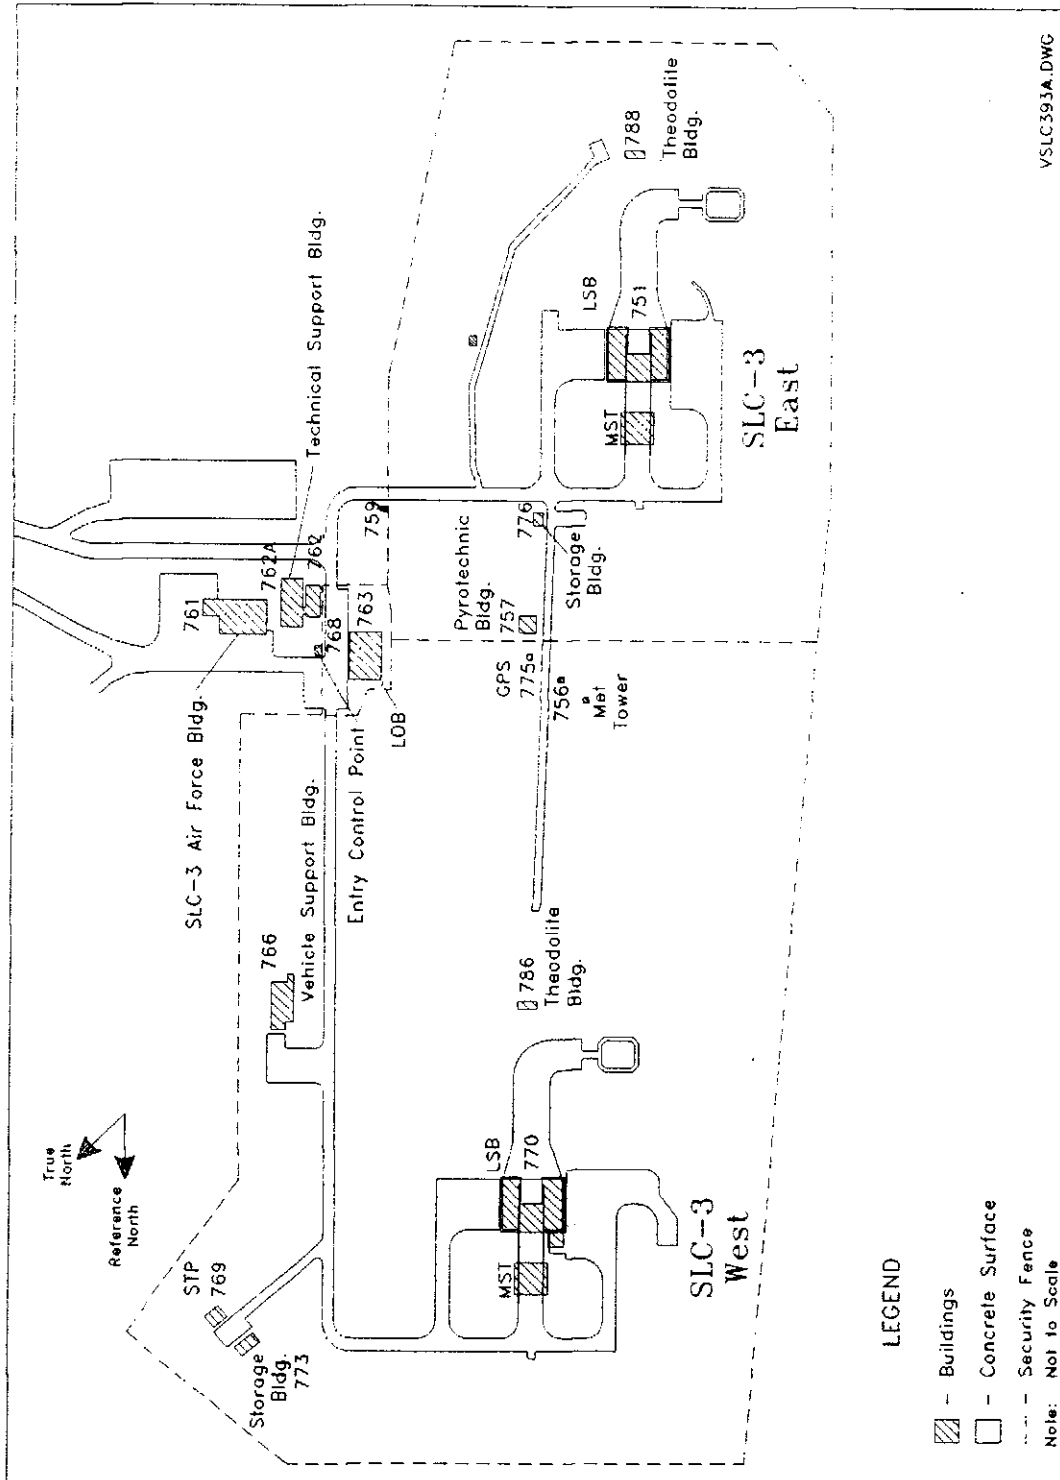 True
North
Reference
North
STP
769
Storage
Bldg.
773
766
Vehicle Support Bldg.
SLC-3 Air Force Bldg.
761
762A
762
Technical Support Bldg.
768
763
Entry Control Point
LOB
759
Pyrotechnic
Bldg.
757
776
Storage
Bldg.
GPS
775
756
Met
Tower
786
Theodolite
Bldg.
788
Theodolite
Bldg.
LSB
770
MST
SLC-3
West
LSB
751
MST
SLC-3
East
LEGEND
- Buildings
- Concrete Surface
- Security Fence
Note: Not to Scale
VSLC393A.DWG